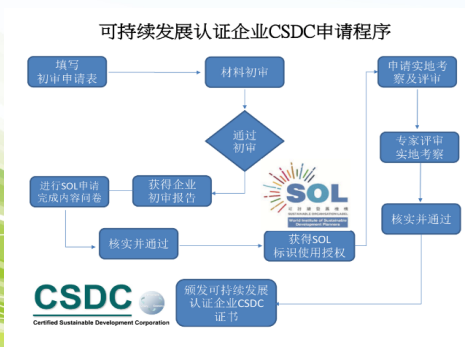 可持续发展认证企业CSDC申请程序
填写
初审申请表
材料初审
通过
初审
获得企业
初审报告
进行SOL申请
完成内容问卷
核实并通过
SOL
World Institute of Sustainable
Development Planners
获得SOL
标识使用授权
申请实地考
察及评审
专家评审
实地考察
核实并通过
颁发可持续发展
认证企业CSDC
证书
CSDC
Certified Sustainable Development Corporation